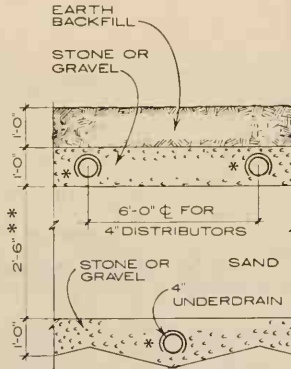 EARTH
BACKFILL
STONE OR
GRAVEL
1'-0"
1'-0"
*
*
6'-0" ℄ FOR
4" DISTRIBUTORS
2'-6" **
STONE OR
GRAVEL
SAND
4"
UNDERDRAIN
1'-0"
*